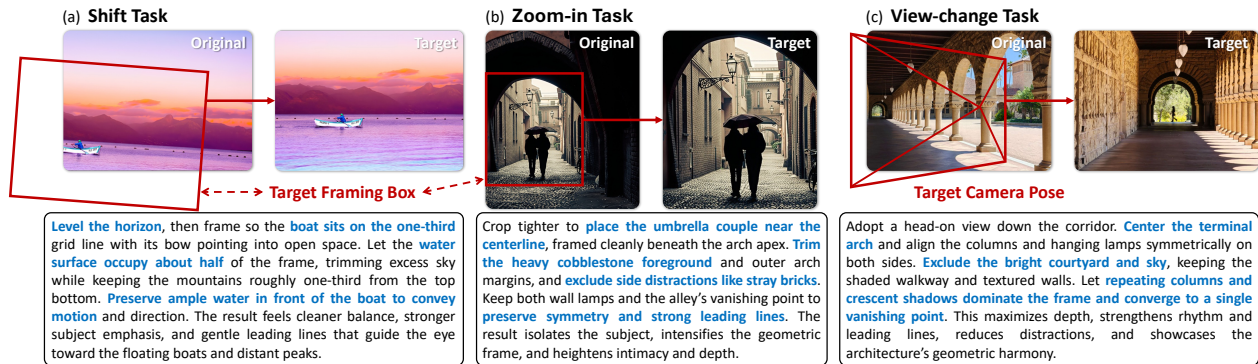 (a) Shift Task
Original
Target
(b) Zoom-in Task
Original
Target
(c) View-change Task
Original
Target
Target Framing Box
Target Camera Pose
Level the horizon, then frame so the boat sits on the one-third
grid line with its bow pointing into open space. Let the water
surface occupy about half of the frame, trimming excess sky
while keeping the mountains roughly one-third from the top
bottom. Preserve ample water in front of the boat to convey
motion and direction. The result feels cleaner balance, stronger
subject emphasis, and gentle leading lines that guide the eye
toward the floating boats and distant peaks.
Crop tighter to place the umbrella couple near the
centerline, framed cleanly beneath the arch apex. Trim
the heavy cobblestone foreground and outer arch
margins, and exclude side distractions like stray bricks.
Keep both wall lamps and the alley's vanishing point to
preserve symmetry and strong leading lines. The
result isolates the subject, intensifies the geometric
frame, and heightens intimacy and depth.
Adopt a head-on view down the corridor. Center the terminal
arch and align the columns and hanging lamps symmetrically on
both sides. Exclude the bright courtyard and sky, keeping the
shaded walkway and textured walls. Let repeating columns and
crescent shadows dominate the frame and converge to a single
vanishing point. This maximizes depth, strengthens rhythm and
leading lines, reduces distractions, and showcases the
architecture's geometric harmony.